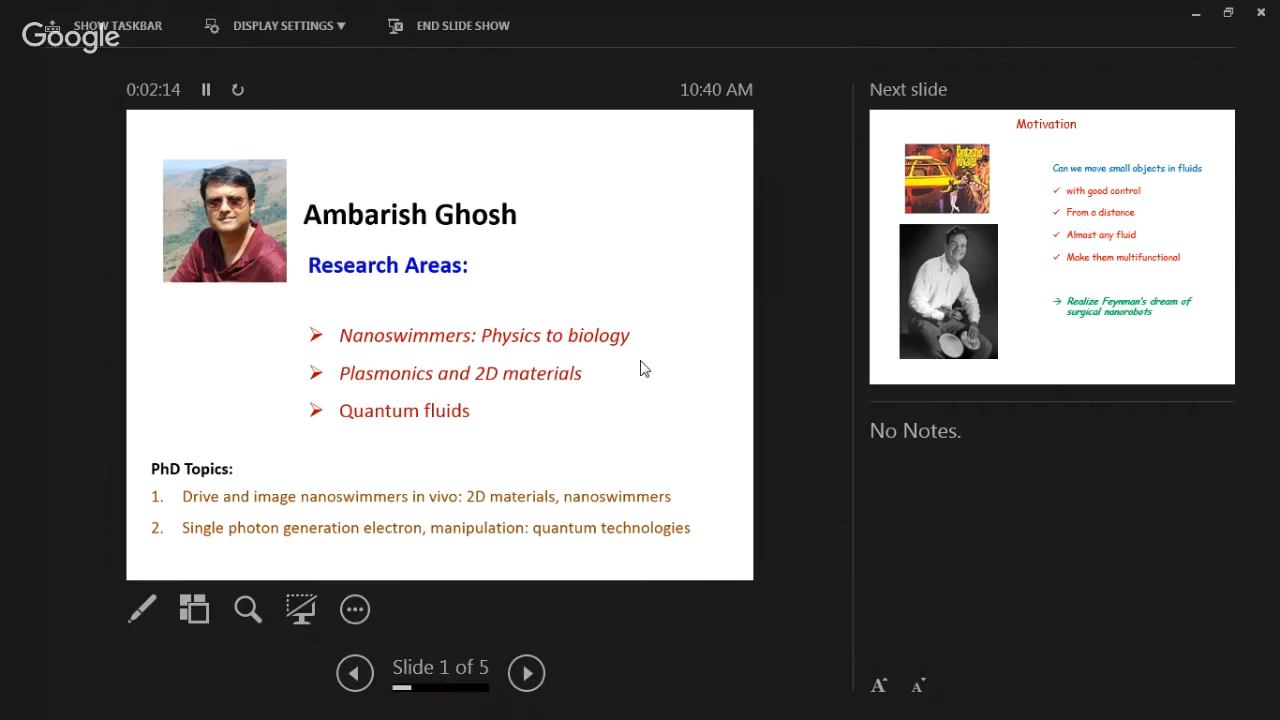 SHOW TASKBAR
DISPLAY SETTINGS
END SLIDE SHOW
Google
0:02:14
10:40 AM
Ambarish Ghosh
Research Areas:
Nanoswimmers: Physics to biology
Plasmonics and 2D materials
Quantum fluids
PhD Topics:
1. Drive and image nanoswimmers in vivo: 2D materials, nanoswimmers
2. Single photon generation electron, manipulation: quantum technologies
Slide 1 of 5
Next slide
Motivation
fantastic
voyage
Can we move small objects in fluids
✓ with good control
✓ From a distance
✓ Almost any fluid
✓ Make them multifunctional
→ Realize Feynman's dream of
surgical nanorobots
No Notes.
A A